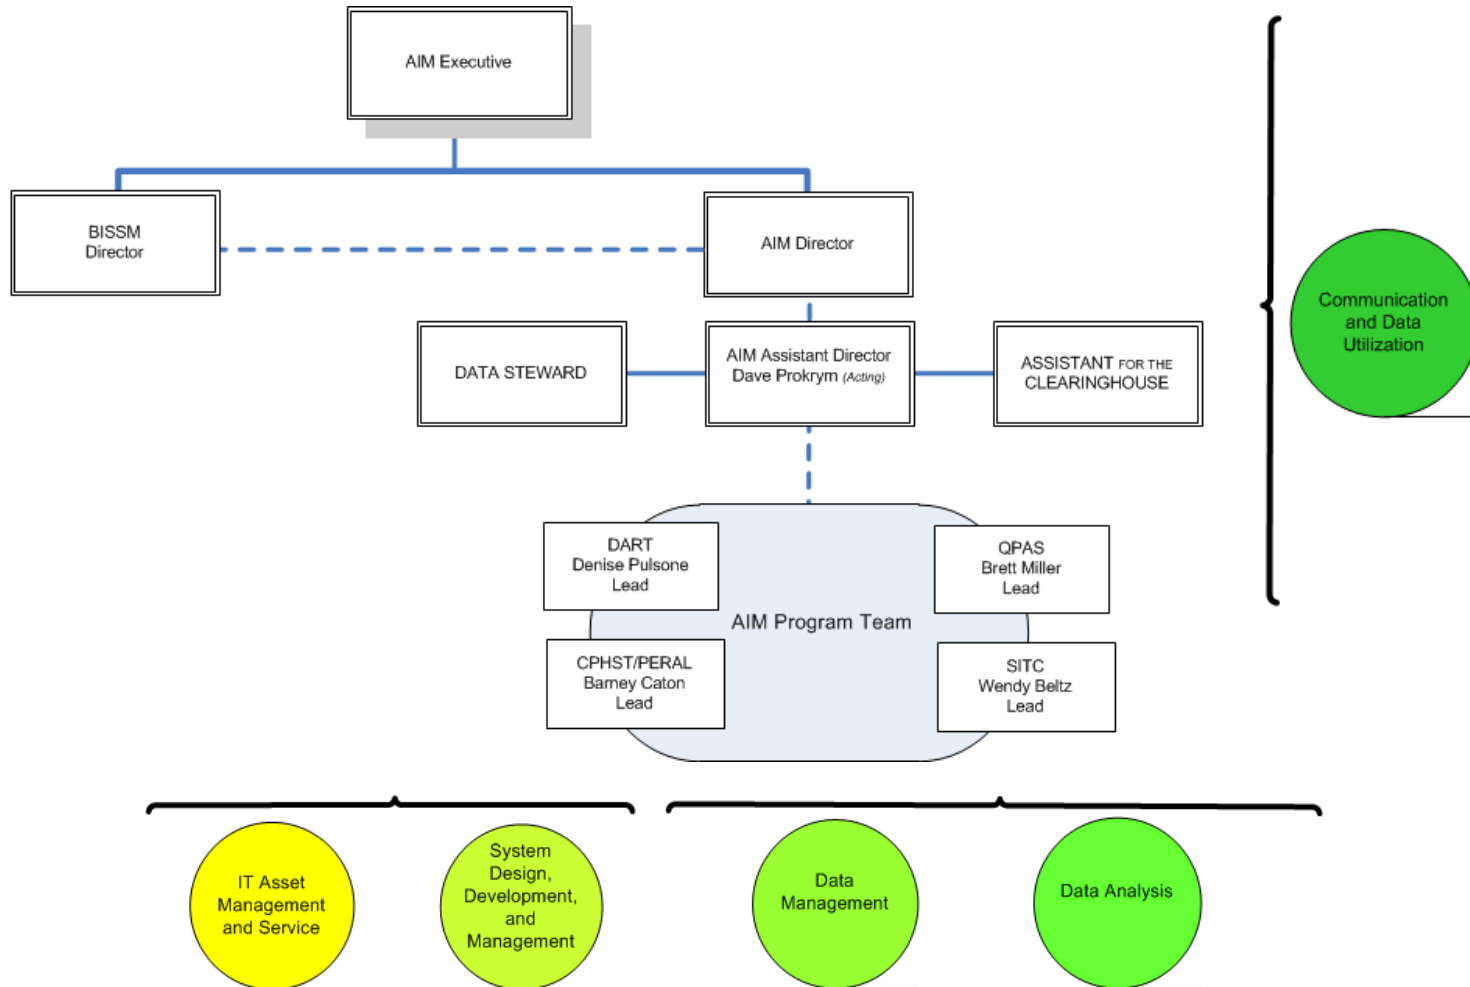 AIM Executive
BISSM
Director
AIM Director
DATA STEWARD
AIM Assistant Director
Dave Prokrym (Acting)
ASSISTANT FOR THE
CLEARINGHOUSE
Communication
and Data
Utilization
DART
Denise Pulsone
Lead
QPAS
Brett Miller
Lead
AIM Program Team
CPHST/PERAL
Barney Caton
Lead
SITC
Wendy Beltz
Lead
IT Asset
Management
and Service
System
Design,
Development,
and
Management
Data
Management
Data Analysis